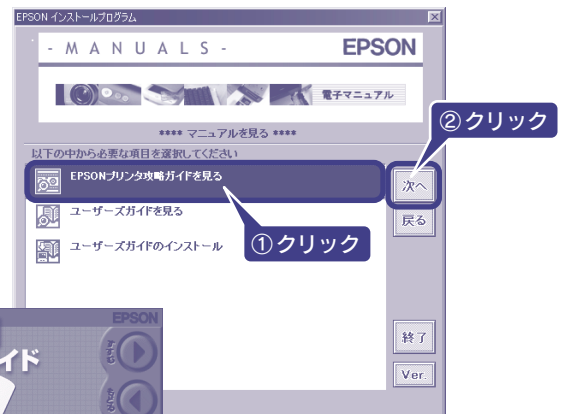 EPSON インストールプログラム
- MANUALS -
EPSON
電子マニュアル
**** マニュアルを見る ****
以下の中から必要な項目を選択してください
EPSONプリンタ攻略ガイドを見る
ユーザーズガイドを見る
ユーザーズガイドのインストール
①クリック
②クリック
次へ
戻る
終了
Ver.
EPSON
イド